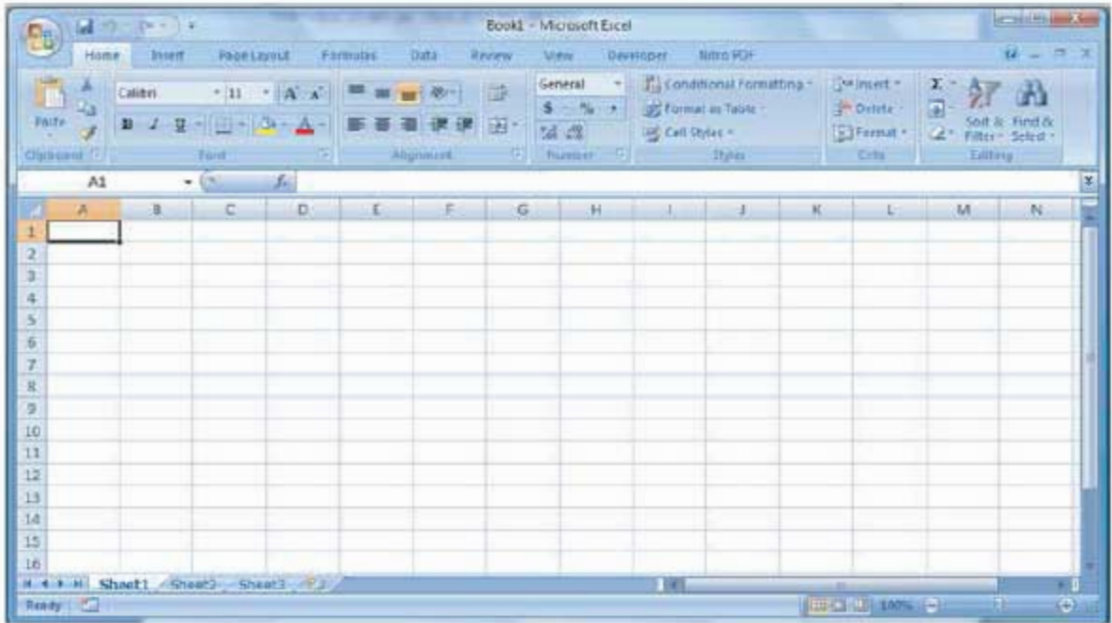 Book1 - Microsoft Excel
Home Insert Page Layout Formulas Data Review View Developer Nitro PDF
Paste
Calibri 11 A A
General
Conditional Formatting
Insert
Σ
B I U A
$ % ,
Format as Table
Delete
Sort & Filter Find & Select
Cell Styles
Format
Clipboard Font Alignment Number Styles Cells Editing
A1 fx
A B C D E F G H I J K L M N
1
2
3
4
5
6
7
8
9
10
11
12
13
14
15
16
Sheet1 Sheet2 Sheet3
Ready 100%